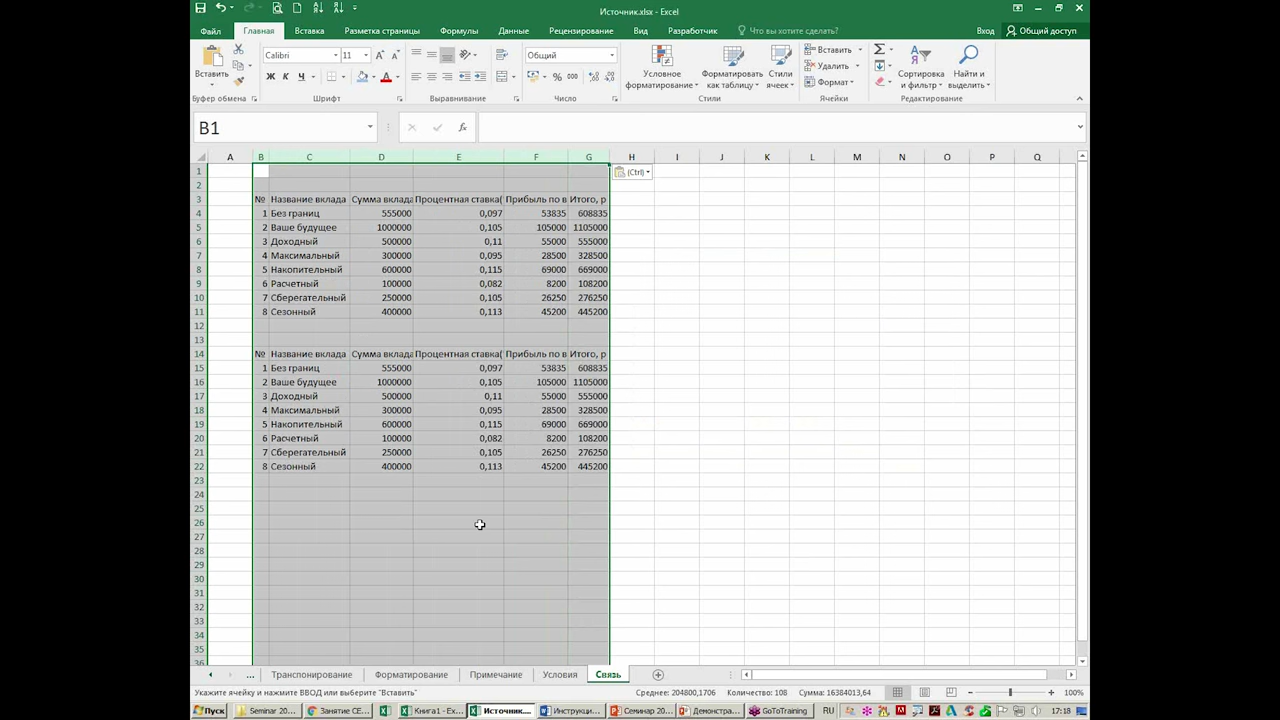 Источник.xlsx - Excel
Файл Главная Вставка Разметка страницы Формулы Данные Рецензирование Вид Разработчик Что вы хотите сделать? Вход Общий доступ
Вставить Calibri 11 Общий Условное форматирование Форматировать как таблицу Стили ячеек Вставить Удалить Формат Сортировка и фильтр Найти и выделить
Буфер обмена Шрифт Выравнивание Число Стили Ячейки Редактирование
B1
A B C D E F G H I J K L M N O P Q
1 (Ctrl)
2
3 № Название вклада Сумма вклада Процентная ставка( Прибыль по в Итого, р
4 1 Без границ 555000 0,097 53835 608835
5 2 Ваше будущее 1000000 0,105 105000 1105000
6 3 Доходный 500000 0,11 55000 555000
7 4 Максимальный 300000 0,095 28500 328500
8 5 Накопительный 600000 0,115 69000 669000
9 6 Расчетный 100000 0,082 8200 108200
10 7 Сберегательный 250000 0,105 26250 276250
11 8 Сезонный 400000 0,113 45200 445200
12
13
14 № Название вклада Сумма вклада Процентная ставка( Прибыль по в Итого, р
15 1 Без границ 555000 0,097 53835 608835
16 2 Ваше будущее 1000000 0,105 105000 1105000
17 3 Доходный 500000 0,11 55000 555000
18 4 Максимальный 300000 0,095 28500 328500
19 5 Накопительный 600000 0,115 69000 669000
20 6 Расчетный 100000 0,082 8200 108200
21 7 Сберегательный 250000 0,105 26250 276250
22 8 Сезонный 400000 0,113 45200 445200
23
24
25
26
27
28
29
30
31
32
33
34
35
36
... Транспонирование Форматирование Примечание Условия Связь
Укажите ячейку и нажмите ВВОД или выберите "Вставить" Среднее: 204800,1706 Количество: 108 Сумма: 16384013,64 100%
Пуск Seminar 20... Занятие СЕ... Книга1 - Ex... Источник.... Инструкци... Seminar 20... Демонстра... GoToTraining RU 17:18